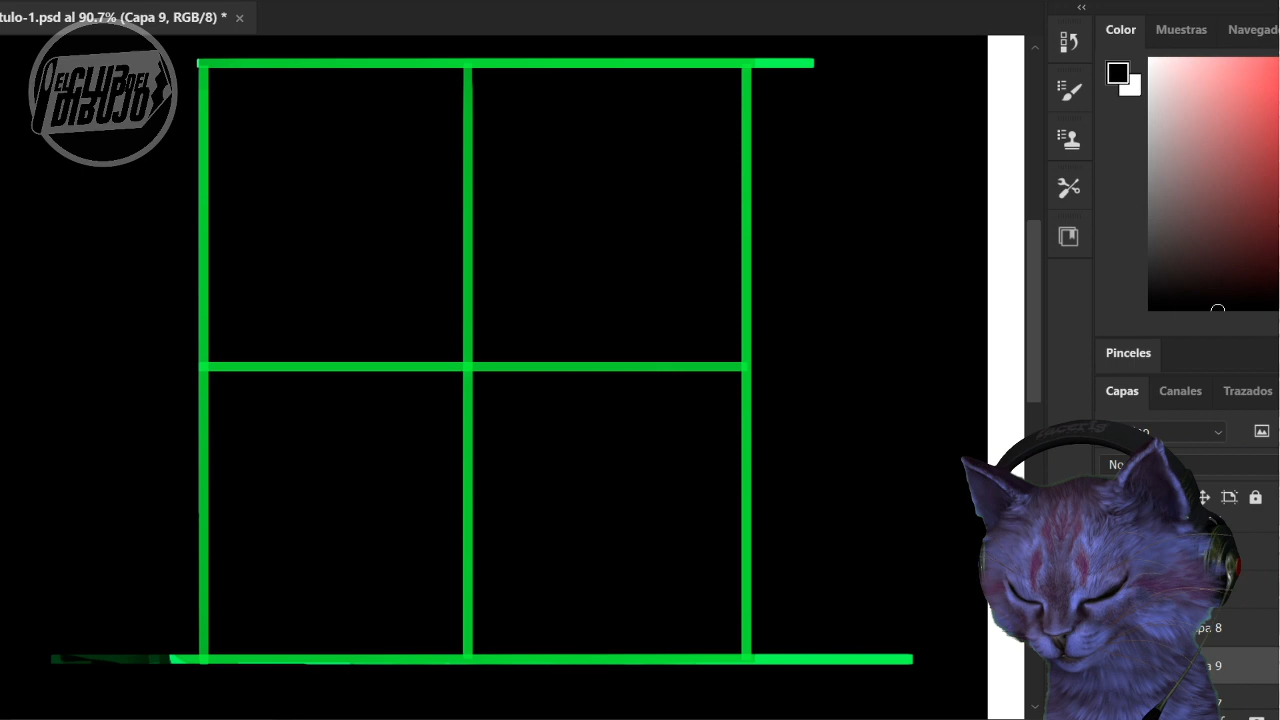 tulo-1.psd al 90.7% (Capa 9, RGB/8) *
EL CLUB DEL
DIBUJO
Color Muestras Navegad
Pinceles
Capas Canales Trazados
No
pa 8
a 9